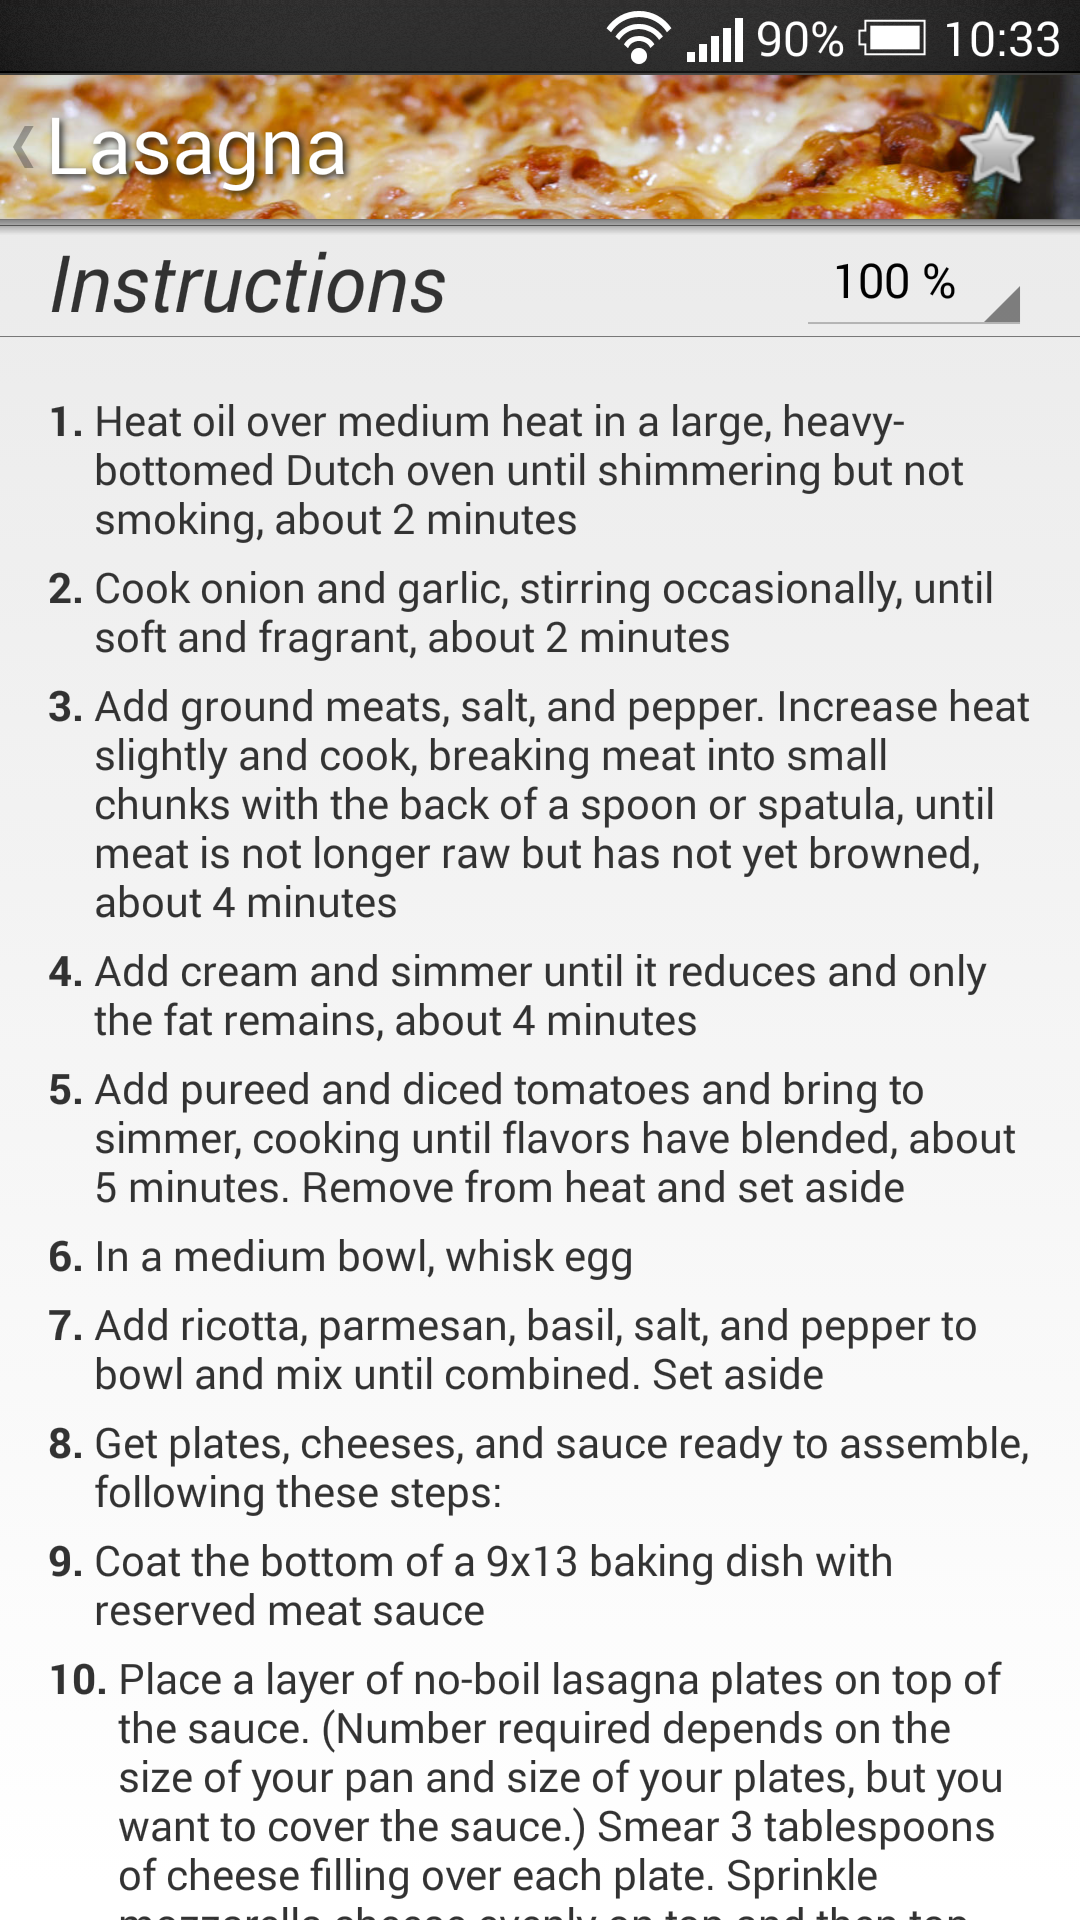 90% 10:33
Lasagna
Instructions 100 %
1. Heat oil over medium heat in a large, heavy-
bottomed Dutch oven until shimmering but not
smoking, about 2 minutes
2. Cook onion and garlic, stirring occasionally, until
soft and fragrant, about 2 minutes
3. Add ground meats, salt, and pepper. Increase heat
slightly and cook, breaking meat into small
chunks with the back of a spoon or spatula, until
meat is not longer raw but has not yet browned,
about 4 minutes
4. Add cream and simmer until it reduces and only
the fat remains, about 4 minutes
5. Add pureed and diced tomatoes and bring to
simmer, cooking until flavors have blended, about
5 minutes. Remove from heat and set aside
6. In a medium bowl, whisk egg
7. Add ricotta, parmesan, basil, salt, and pepper to
bowl and mix until combined. Set aside
8. Get plates, cheeses, and sauce ready to assemble,
following these steps:
9. Coat the bottom of a 9x13 baking dish with
reserved meat sauce
10. Place a layer of no-boil lasagna plates on top of
the sauce. (Number required depends on the
size of your pan and size of your plates, but you
want to cover the sauce.) Smear 3 tablespoons
of cheese filling over each plate. Sprinkle
mozzarella cheese evenly on top and then top